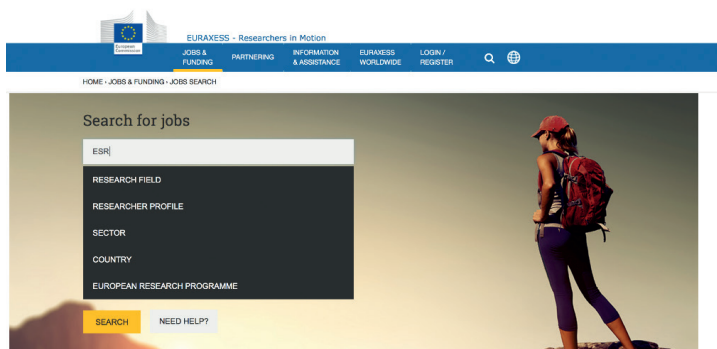 European
Commission
EURAXESS - Researchers in Motion
JOBS &
FUNDING
PARTNERING
INFORMATION
& ASSISTANCE
EURAXESS
WORLDWIDE
LOGIN /
REGISTER
HOME › JOBS & FUNDING › JOBS SEARCH
Search for jobs
ESR
RESEARCH FIELD
RESEARCHER PROFILE
SECTOR
COUNTRY
EUROPEAN RESEARCH PROGRAMME
SEARCH
NEED HELP?